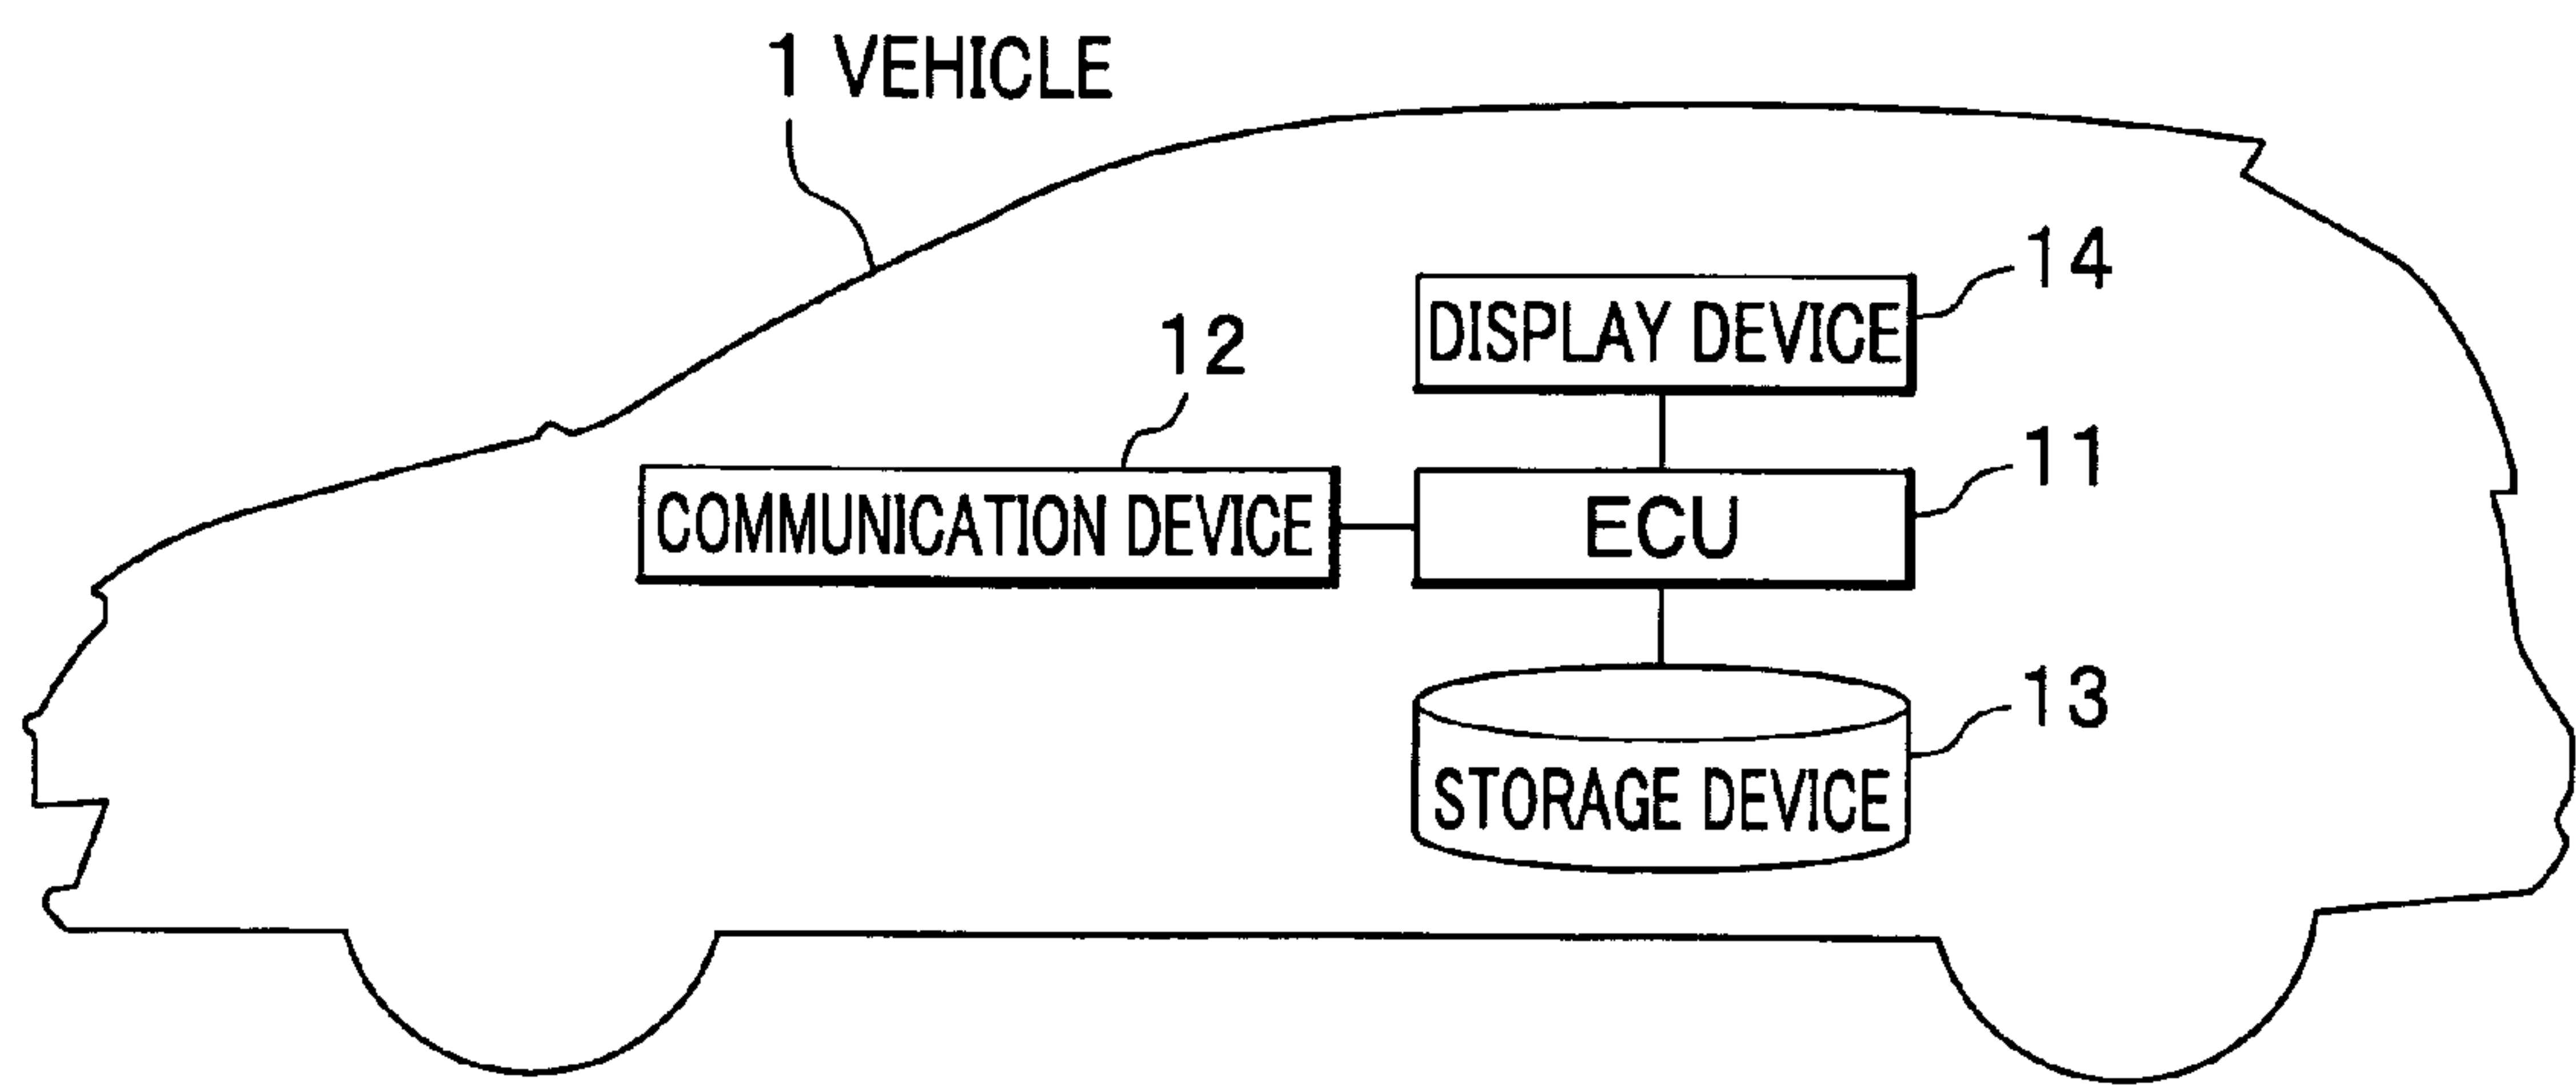 1 VEHICLE
14
DISPLAY DEVICE
12
COMMUNICATION DEVICE
11
ECU
13
STORAGE DEVICE